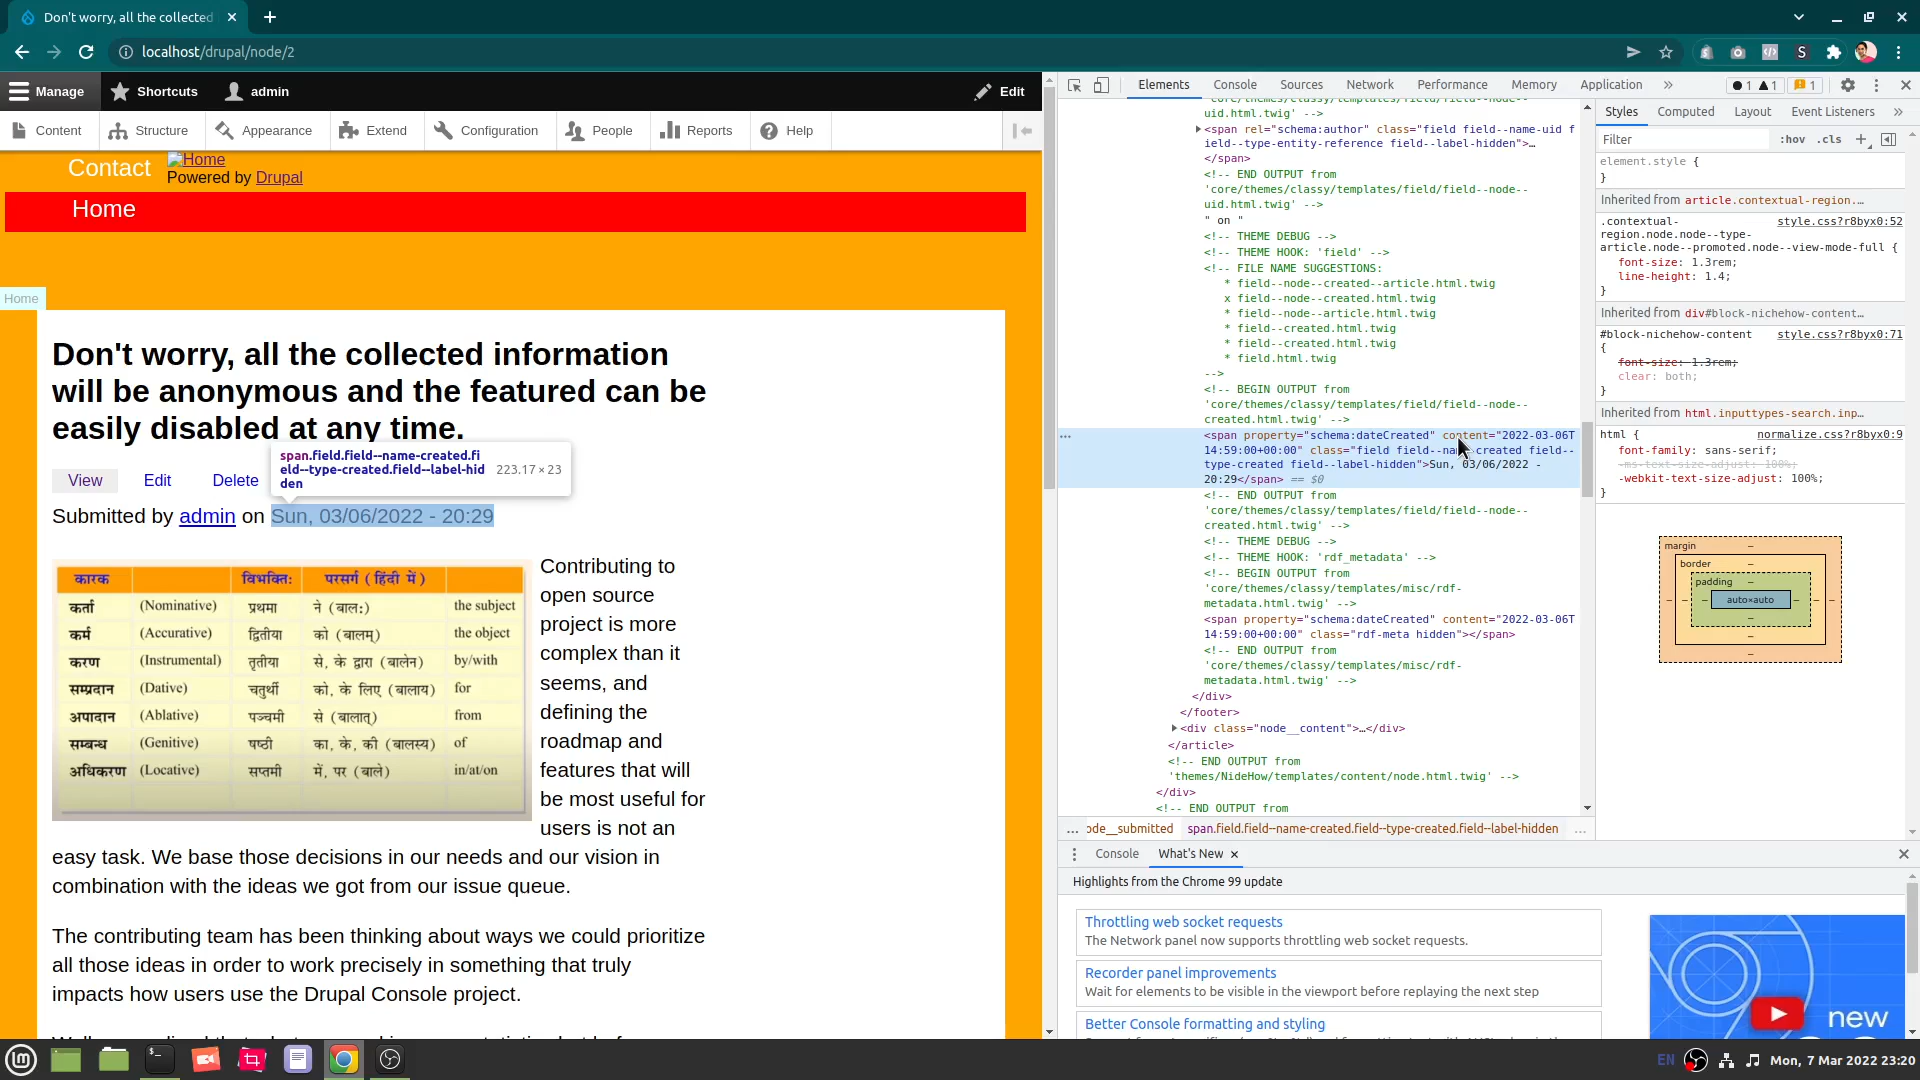 Don't worry, all the collected
localhost/drupal/node/2
Manage
Shortcuts
admin
Edit
Content
Structure
Appearance
Extend
Configuration
People
Reports
Help
Contact
Home
Powered by Drupal
Home
Home
Don't worry, all the collected information
will be anonymous and the featured can be
easily disabled at any time.
span.field.field--name-created.fi
eld--type-created.field--label-hid
den
223.17 × 23
View
Edit
Delete
Submitted by admin on Sun, 03/06/2022 - 20:29
कारक विभक्ति: परसर्ग ( हिंदी में )
कर्ता (Nominative) प्रथमा ने (बाल:) the subject
कर्म (Accurative) द्वितीया को (बालम्) the object
करण (Instrumental) तृतीया से, के द्वारा (बालेन) by/with
सम्प्रदान (Dative) चतुर्थी को, के लिए (बालाय) for
अपादान (Ablative) पञ्चमी से (बालात्) from
सम्बन्ध (Genitive) षष्ठी का, के, की (बालस्य) of
अधिकरण (Locative) सप्तमी में, पर (बाले) in/at/on
Contributing to
open source
project is more
complex than it
seems, and
defining the
roadmap and
features that will
be most useful for
users is not an
easy task. We base those decisions in our needs and our vision in
combination with the ideas we got from our issue queue.
The contributing team has been thinking about ways we could prioritize
all those ideas in order to work precisely in something that truly
impacts how users use the Drupal Console project.
Elements
Console
Sources
Network
Performance
Memory
Application
1
1
1
'core/themes/classy/templates/field/field--node--
uid.html.twig' -->
<span rel="schema:author" class="field field--name-uid f
ield--type-entity-reference field--label-hidden">…
</span>
<!-- END OUTPUT from
'core/themes/classy/templates/field/field--node--
uid.html.twig' -->
" on "
<!-- THEME DEBUG -->
<!-- THEME HOOK: 'field' -->
<!-- FILE NAME SUGGESTIONS:
* field--node--created--article.html.twig
x field--node--created.html.twig
* field--node--article.html.twig
* field--created.html.twig
* field--created.html.twig
* field.html.twig
-->
<!-- BEGIN OUTPUT from
'core/themes/classy/templates/field/field--node--
created.html.twig' -->
<span property="schema:dateCreated" content="2022-03-06T
14:59:00+00:00" class="field field--name-created field--
type-created field--label-hidden">Sun, 03/06/2022 -
20:29</span> == $0
<!-- END OUTPUT from
'core/themes/classy/templates/field/field--node--
created.html.twig' -->
<!-- THEME DEBUG -->
<!-- THEME HOOK: 'rdf_metadata' -->
<!-- BEGIN OUTPUT from
'core/themes/classy/templates/misc/rdf-
metadata.html.twig' -->
<span property="schema:dateCreated" content="2022-03-06T
14:59:00+00:00" class="rdf-meta hidden"></span>
<!-- END OUTPUT from
'core/themes/classy/templates/misc/rdf-
metadata.html.twig' -->
</div>
</footer>
<div class="node__content">…</div>
</article>
<!-- END OUTPUT from
'themes/NideHow/templates/content/node.html.twig' -->
</div>
<!-- END OUTPUT from
... ode__submitted span.field.field--name-created.field--type-created.field--label-hidden ...
Styles
Computed
Layout
Event Listeners
Filter
:hov .cls
element.style {
}
Inherited from article.contextual-region.…
.contextual- style.css?r8byx0:52
region.node.node--type-
article.node--promoted.node--view-mode-full {
font-size: 1.3rem;
line-height: 1.4;
}
Inherited from div#block-nichehow-content…
#block-nichehow-content style.css?r8byx0:71
{
font-size: 1.3rem;
clear: both;
}
Inherited from html.inputtypes-search.inp…
html { normalize.css?r8byx0:9
font-family: sans-serif;
-ms-text-size-adjust: 100%;
-webkit-text-size-adjust: 100%;
}
margin
border
padding
auto×auto
Console
What's New
Highlights from the Chrome 99 update
Throttling web socket requests
The Network panel now supports throttling web socket requests.
Recorder panel improvements
Wait for elements to be visible in the viewport before replaying the next step
Better Console formatting and styling
new
EN
Mon, 7 Mar 2022 23:20